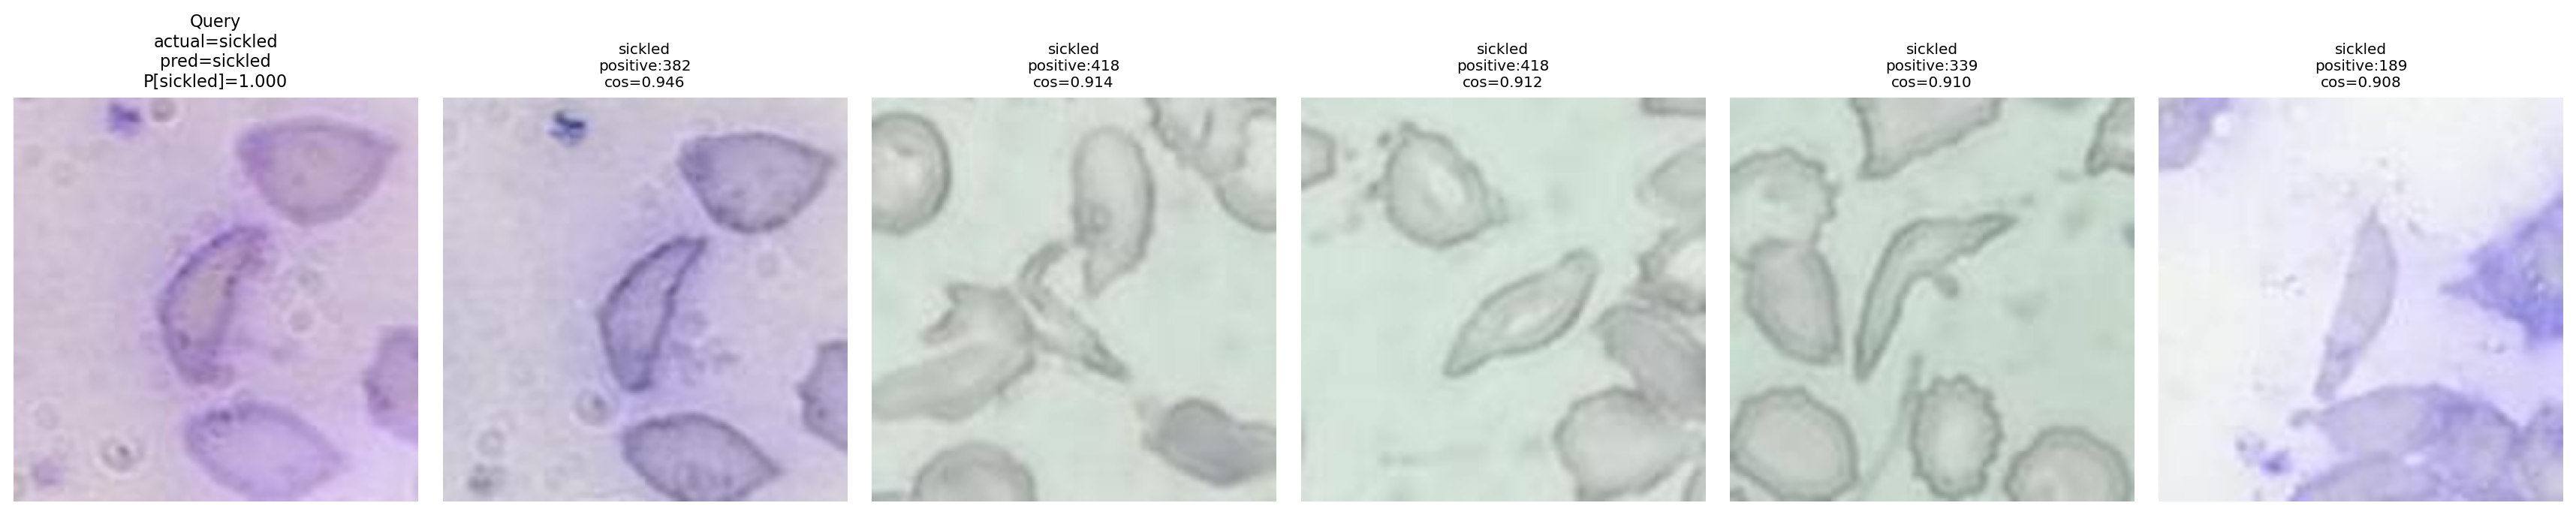 Query
actual=sickled
pred=sickled
P[sickled]=1.000
sickled
positive:382
cos=0.946
sickled
positive:418
cos=0.914
sickled
positive:418
cos=0.912
sickled
positive:339
cos=0.910
sickled
positive:189
cos=0.908